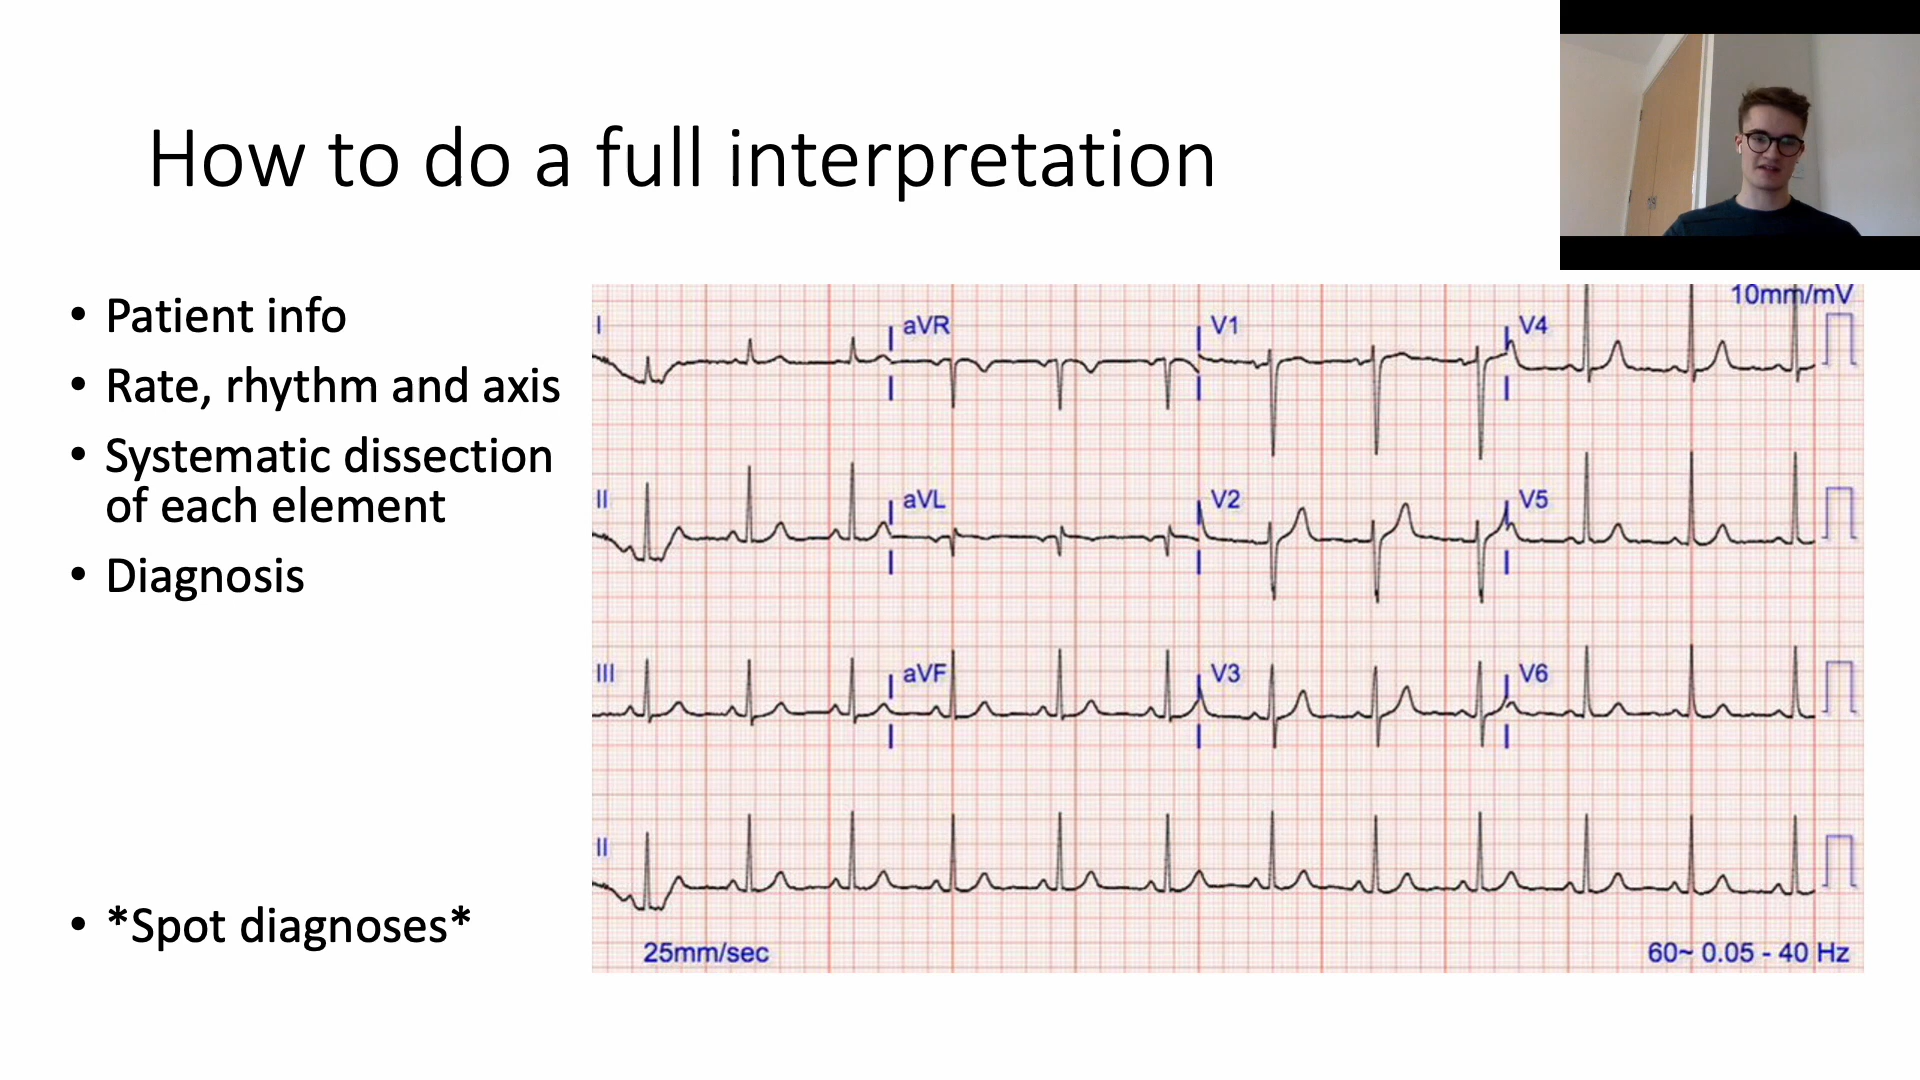 How to do a full interpretation
• Patient info
• Rate, rhythm and axis
• Systematic dissection
of each element
• Diagnosis
• *Spot diagnoses*
10mm/mV
I aVR V1 V4
II aVL V2 V5
III aVF V3 V6
II
25mm/sec 60~ 0.05 - 40 Hz